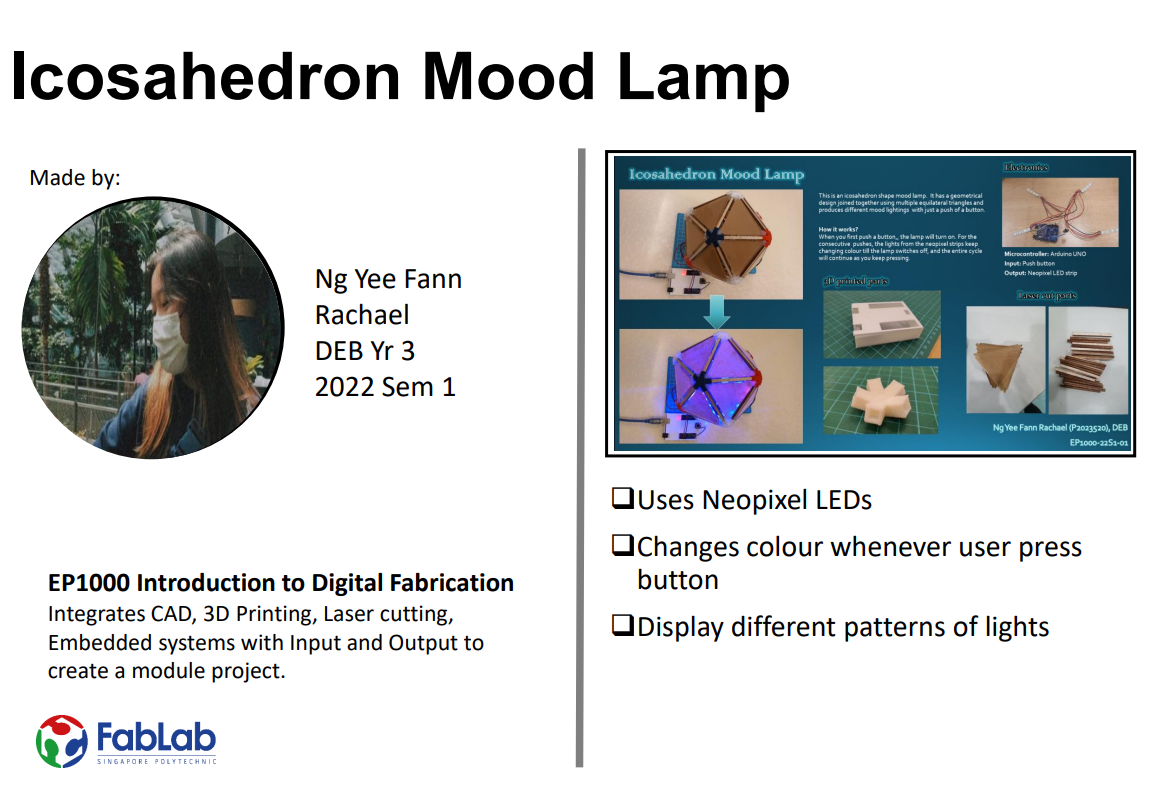 Icosahedron Mood Lamp
Made by:
Ng Yee Fann
Rachael
DEB Yr 3
2022 Sem 1
EP1000 Introduction to Digital Fabrication
Integrates CAD, 3D Printing, Laser cutting,
Embedded systems with Input and Output to
create a module project.
FabLab
SINGAPORE POLYTECHNIC
Icosahedron Mood Lamp
This is an icosahedron shape mood lamp. It has a geometrical
design joined together using multiple equilateral triangles and
produces different mood lightings with just a push of a button.
How it works?
When you first push a button, the lamp will turn on. For the
consecutive pushes, the lights from the neopixel strips keep
changing colour till the lamp switches off, and the entire cycle
will continue as you keep pressing.
3D printed parts
Electronics
Microcontroller: Arduino UNO
Input: Push button
Output: Neopixel LED strip
Laser cut parts
Ng Yee Fann Rachael (P2023520), DEB
EP1000-22S1-01
❑Uses Neopixel LEDs
❑Changes colour whenever user press
button
❑Display different patterns of lights